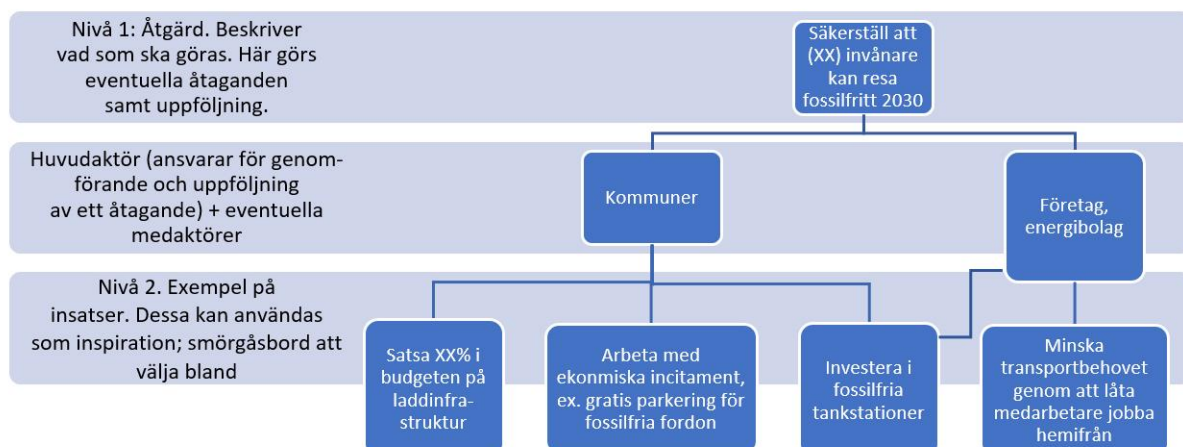 Nivå 1: Åtgärd. Beskriver
vad som ska göras. Här görs
eventuella åtaganden
samt uppföljning.
Säkerställ att
(XX) invånare
kan resa
fossilfritt 2030
Huvudaktör (ansvarar för genom-
förande och uppföljning
av ett åtagande) + eventuella
medaktörer
Kommuner
Företag,
energibolag
Nivå 2. Exempel på
insatser. Dessa kan användas
som inspiration; smörgåsbord att
välja bland
Satsa XX% i
budgeten på
laddinfra-
struktur
Arbeta med
ekonmiska incitament,
ex. gratis parkering för
fossilfria fordon
Investera i
fossilfria
tankstationer
Minska
transportbehovet
genom att låta
medarbetare jobba
hemifrån